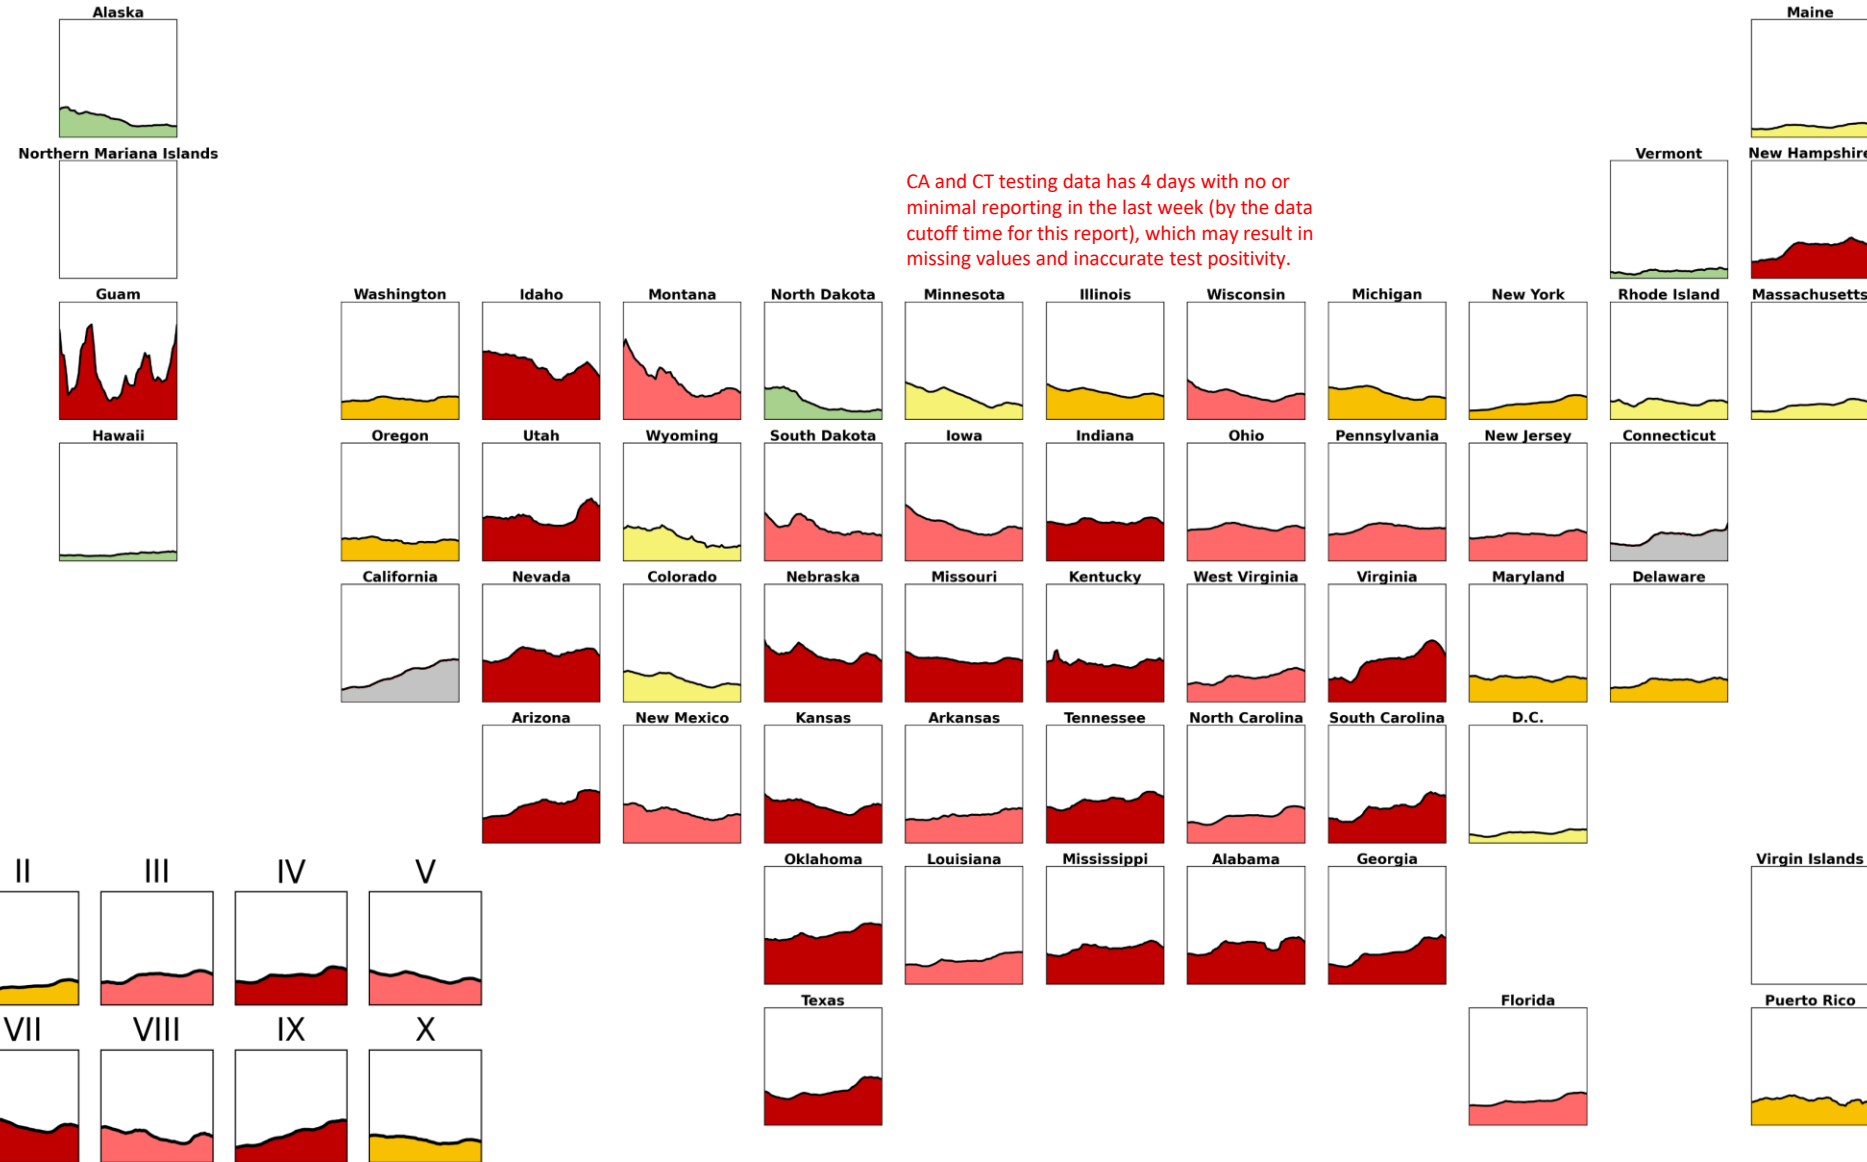 Alaska
Maine
Northern Mariana Islands
Vermont
New Hampshire
CA and CT testing data has 4 days with no or
minimal reporting in the last week (by the data
cutoff time for this report), which may result in
missing values and inaccurate test positivity.
Guam
Washington
Idaho
Montana
North Dakota
Minnesota
Illinois
Wisconsin
Michigan
New York
Rhode Island
Massachusetts
Hawaii
Oregon
Utah
Wyoming
South Dakota
Iowa
Indiana
Ohio
Pennsylvania
New Jersey
Connecticut
California
Nevada
Colorado
Nebraska
Missouri
Kentucky
West Virginia
Virginia
Maryland
Delaware
Arizona
New Mexico
Kansas
Arkansas
Tennessee
North Carolina
South Carolina
D.C.
II
III
IV
V
Oklahoma
Louisiana
Mississippi
Alabama
Georgia
Virgin Islands
VII
VIII
IX
X
Texas
Florida
Puerto Rico